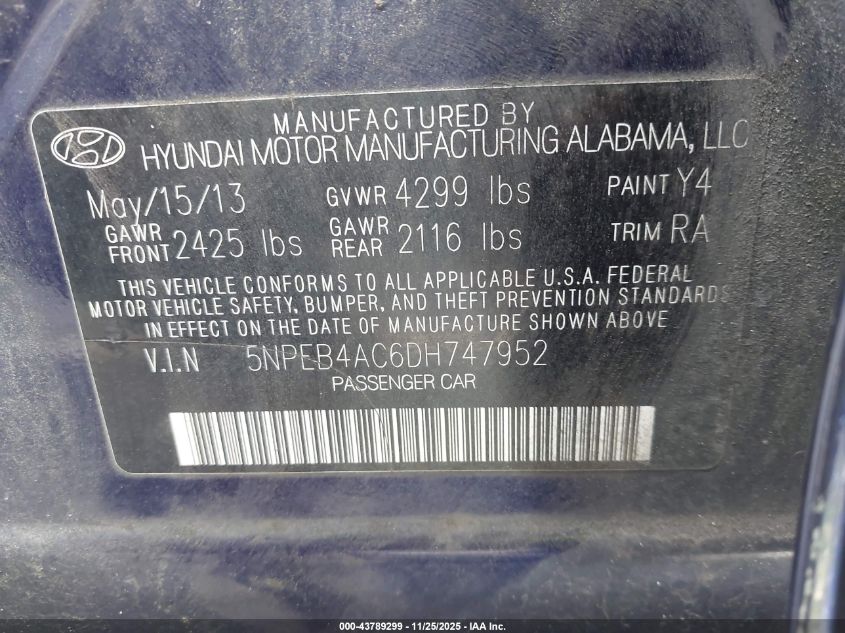 MANUFACTURED BY
HYUNDAI MOTOR MANUFACTURING ALABAMA, LLC
May/15/13 GVWR 4299 lbs PAINT Y4
GAWR FRONT 2425 lbs GAWR REAR 2116 lbs TRIM RA
THIS VEHICLE CONFORMS TO ALL APPLICABLE U.S.A. FEDERAL
MOTOR VEHICLE SAFETY, BUMPER, AND THEFT PREVENTION STANDARDS
IN EFFECT ON THE DATE OF MANUFACTURE SHOWN ABOVE
V.I.N 5NPEB4AC6DH747952
PASSENGER CAR
000-43789299 - 11/25/2025 - IAA Inc.